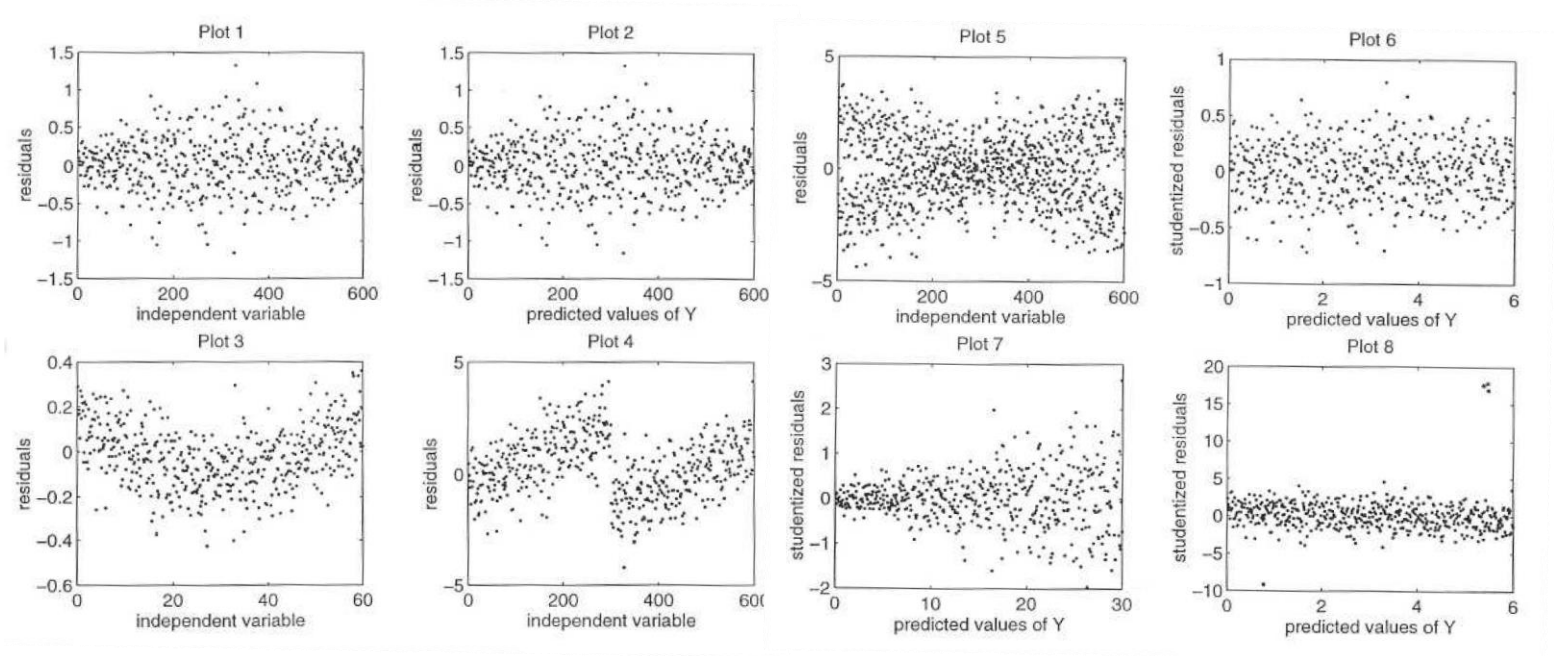 Plot 1
1.5
1
0.5
0
−0.5
−1
−1.5
residuals
0 200 400 600
independent variable
Plot 2
1.5
1
0.5
0
−0.5
−1
−1.5
residuals
0 200 400 600
predicted values of Y
Plot 5
5
0
−5
residuals
0 200 400 600
independent variable
Plot 6
1
0.5
0
−0.5
−1
studentized residuals
0 2 4 6
predicted values of Y
Plot 3
0.4
0.2
0
−0.2
−0.4
−0.6
residuals
0 20 40 60
independent variable
Plot 4
5
0
−5
residuals
0 200 400 600
independent variable
Plot 7
3
2
1
0
−1
−2
studentized residuals
0 10 20 30
predicted values of Y
Plot 8
20
15
10
5
0
−5
−10
studentized residuals
0 2 4 6
predicted values of Y